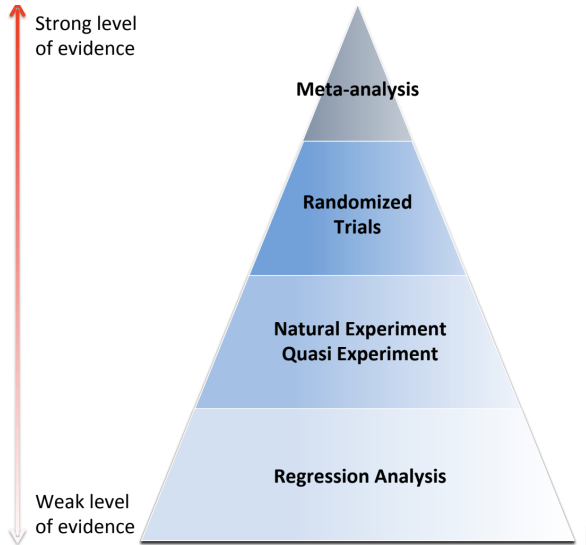 Strong level
of evidence
Meta-analysis
Randomized
Trials
Natural Experiment
Quasi Experiment
Regression Analysis
Weak level
of evidence